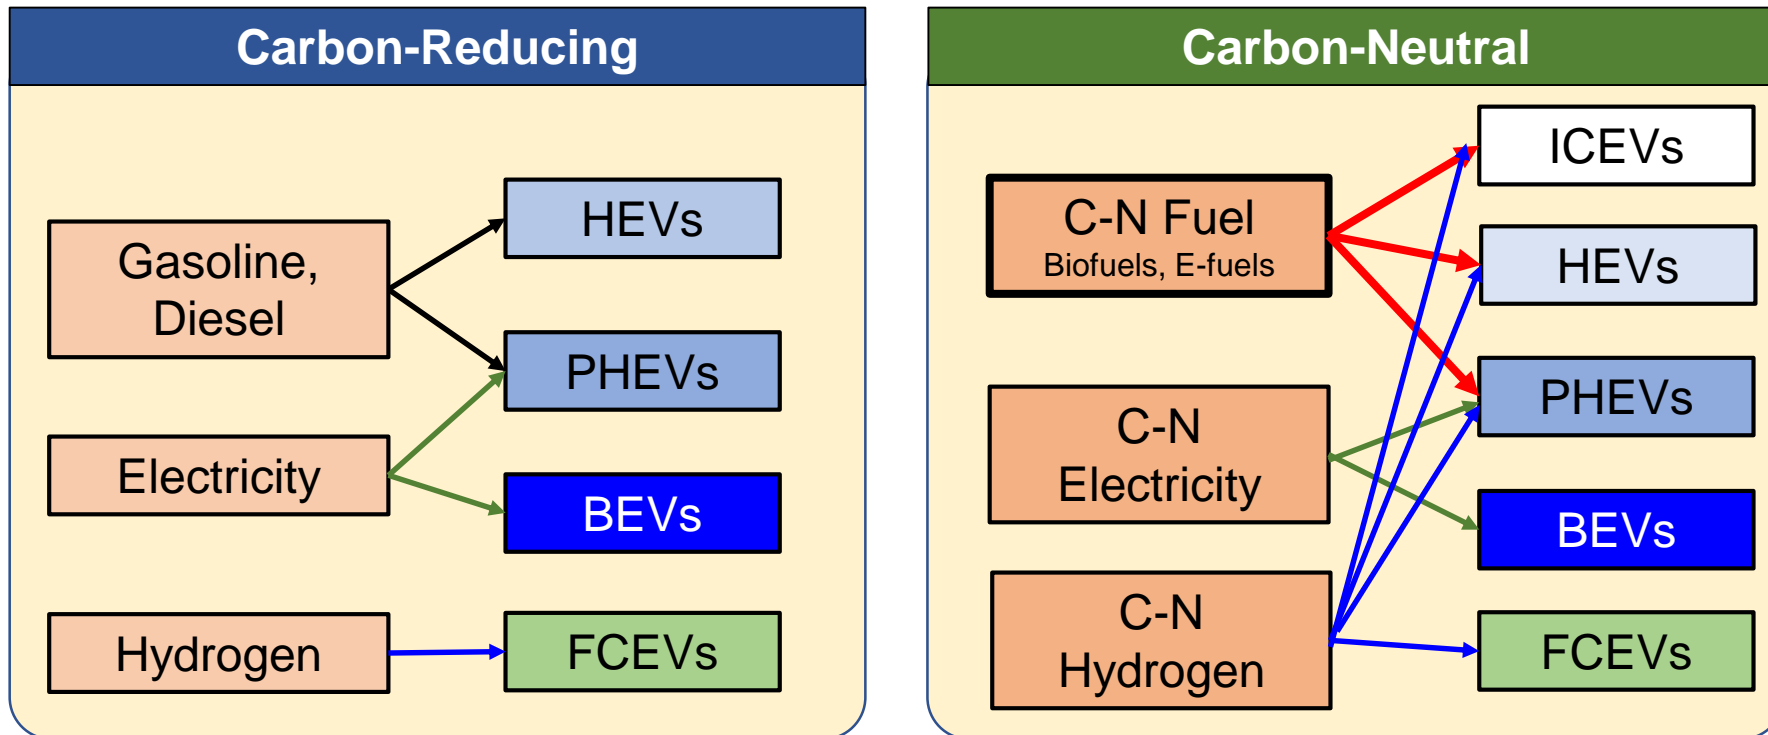 Carbon-Reducing
Gasoline,
Diesel
Electricity
Hydrogen
HEVs
PHEVs
BEVs
FCEVs
Carbon-Neutral
C-N Fuel
Biofuels, E-fuels
C-N
Electricity
C-N
Hydrogen
ICEVs
HEVs
PHEVs
BEVs
FCEVs